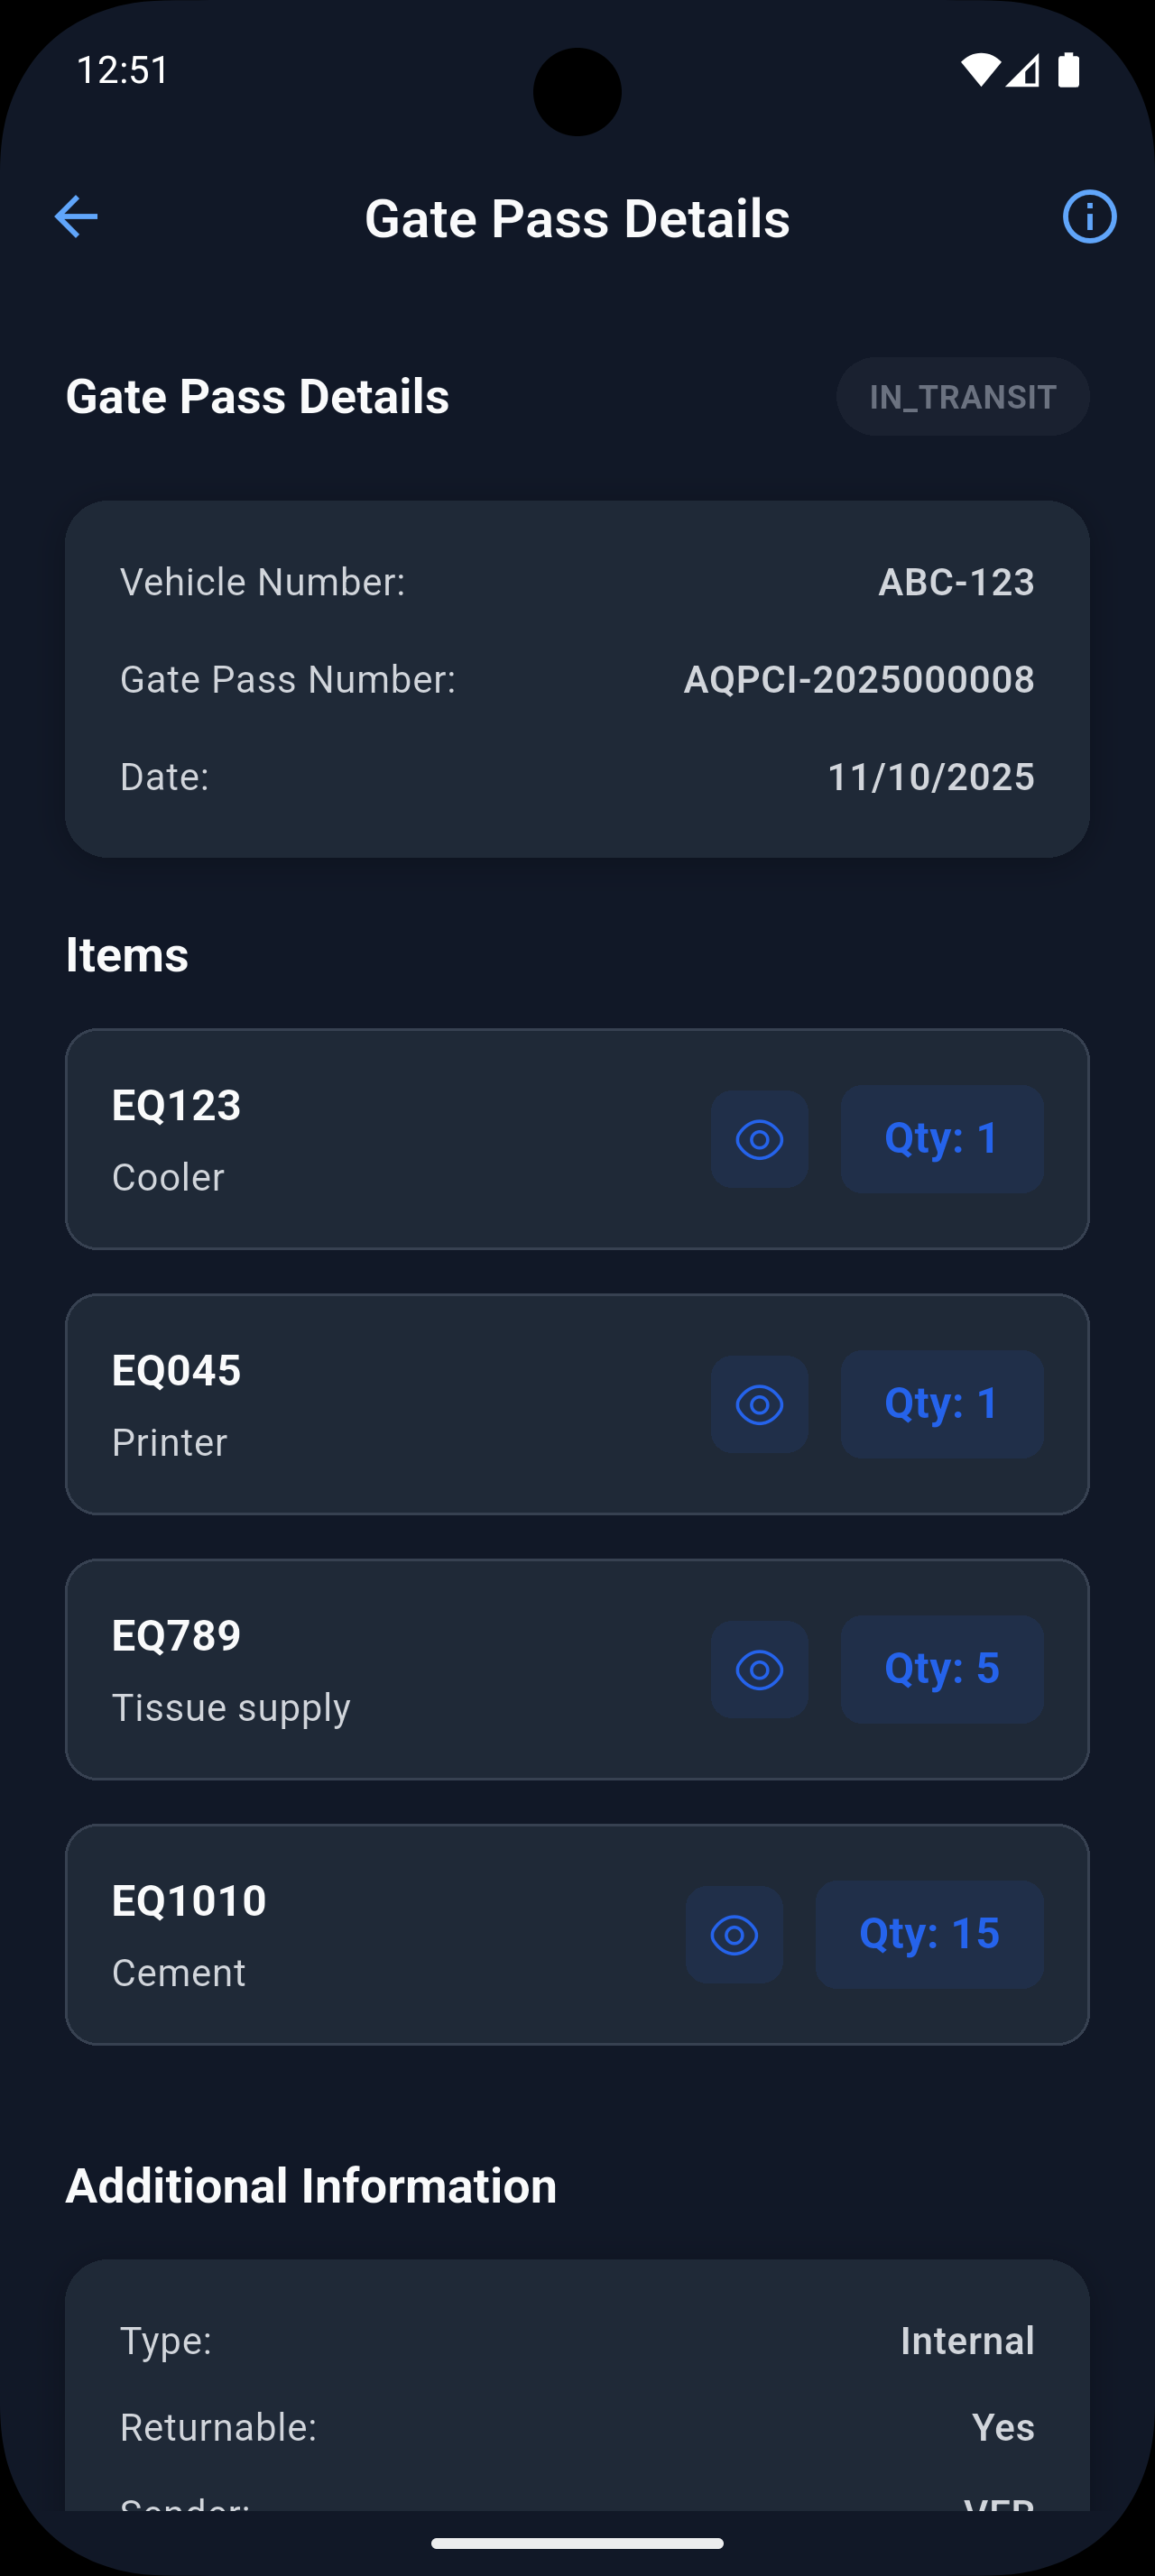 12:51
Gate Pass Details
Gate Pass Details
IN_TRANSIT
Vehicle Number: ABC-123
Gate Pass Number: AQPCI-2025000008
Date: 11/10/2025
Items
EQ123
Cooler
Qty: 1
EQ045
Printer
Qty: 1
EQ789
Tissue supply
Qty: 5
EQ1010
Cement
Qty: 15
Additional Information
Type: Internal
Returnable: Yes
Sender: